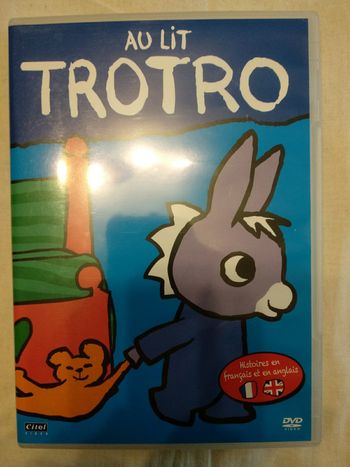 AU LiT
TROTRO
Histoires en
français et en anglais
Citel
VIDEO
DVD
VIDEO